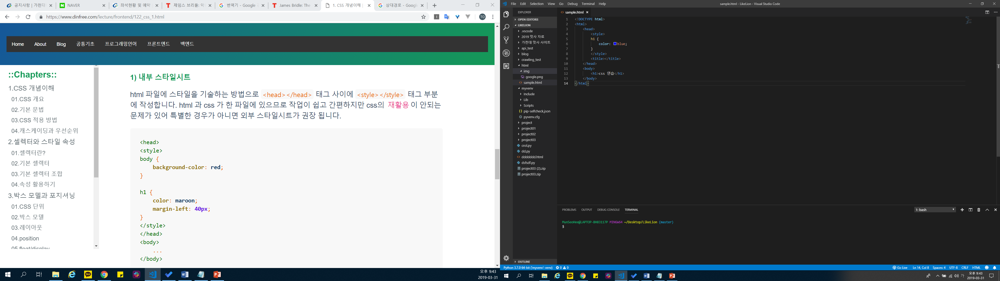 공지사항 | 가천대
NAVER
좌석현황 및 예약
제임스 브리들: 악
번역기 - Google
James Bridle: The
1. CSS 개념이해 |
상대경로 - Google
https://www.dinfree.com/lecture/frontend/122_css_1.html
TO
Home About Blog 공통기초 프로그래밍언어 프론트엔드 백엔드
::Chapters::
1.CSS 개념이해
01.CSS 개요
02.기본 문법
03.CSS 적용 방법
04.캐스케이딩과 우선순위
2.셀렉터와 스타일 속성
01.셀렉터란?
02.기본 셀렉터
03.기본 셀렉터 조합
04.속성 활용하기
3.박스 모델과 포지셔닝
01.CSS 단위
02.박스 모델
03.레이아웃
04.position
05.float/display
1) 내부 스타일시트
html 파일에 스타일을 기술하는 방법으로 <head></head> 태그 사이에 <style></style> 태그 부분
에 작성합니다. html 과 css 가 한 파일에 있으므로 작업이 쉽고 간편하지만 css의 재활용 이 안되는
문제가 있어 특별한 경우가 아니면 외부 스타일시트가 권장 됩니다.
<head>
<style>
body {
background-color: red;
}
h1 {
color: maroon;
margin-left: 40px;
}
</style>
</head>
<body>
...
</body>
오후 9:43
2019-03-31
File Edit Selection View Go Debug Terminal Help
sample.html - LikeLion - Visual Studio Code
EXPLORER
OPEN EDITORS
LIKELION
.vscode
2019 멋사 자료
가천대 멋사 사이트
api_test
blog
crawling_test
html
img
google.png
sample.html
myvenv
Include
Lib
Scripts
pip-selfcheck.json
pyvenv.cfg
project
project01
project02
project03
crol.py
dd.py
ddddddd.html
dsfsdf.py
project03 (2).zip
project03.zip
OUTLINE
sample.html
1 <!DOCTYPE html>
2 <html>
3 <head>
4 <style>
5 h1 {
6 color: blue;
7 }
8 </style>
9 <title></title>
10 </head>
11 <body>
12 <h1>css 연습</h1>
13 </body>
14 </html>
PROBLEMS OUTPUT DEBUG CONSOLE TERMINAL
1: bash
MunSeoHee@LAPTOP-BH83117P MINGW64 ~/Desktop/LikeLion (master)
$
Python 3.7.0 64-bit ('myvenv': venv) 0 0
Go Live Ln 14, Col 8 Spaces: 4 UTF-8 CRLF HTML
가
오후 9:43
2019-03-31